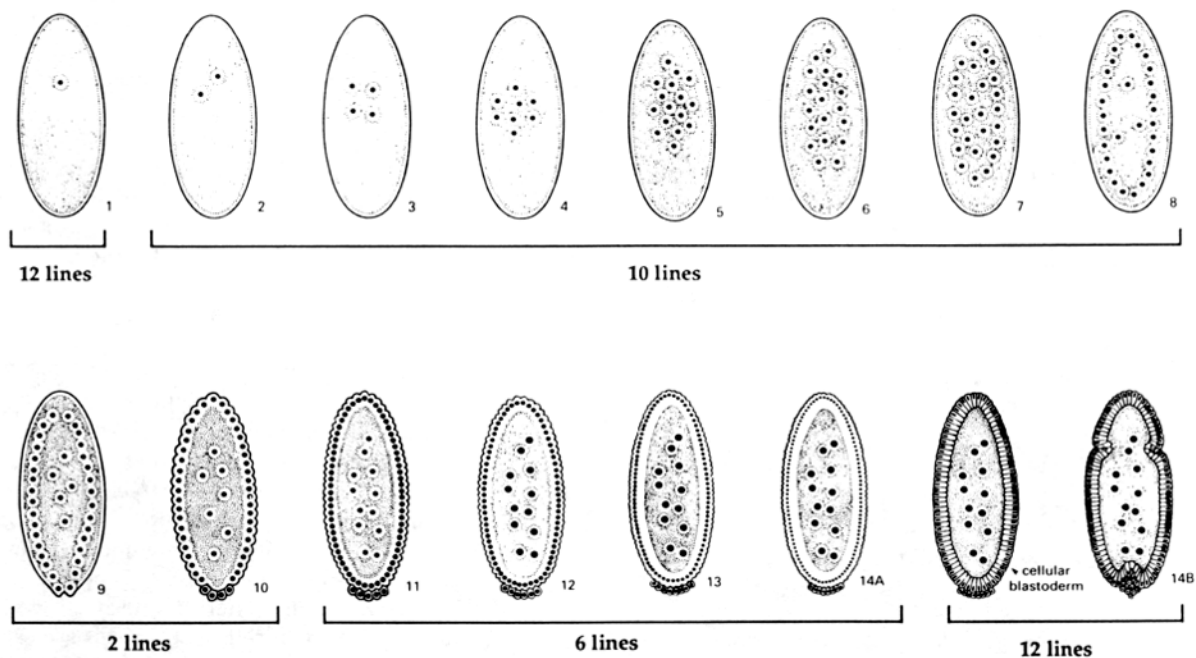 1 2 3 4 5 6 7 8
12 lines 10 lines
9 10 11 12 13 14A cellular
blastoderm 14B
2 lines 6 lines 12 lines